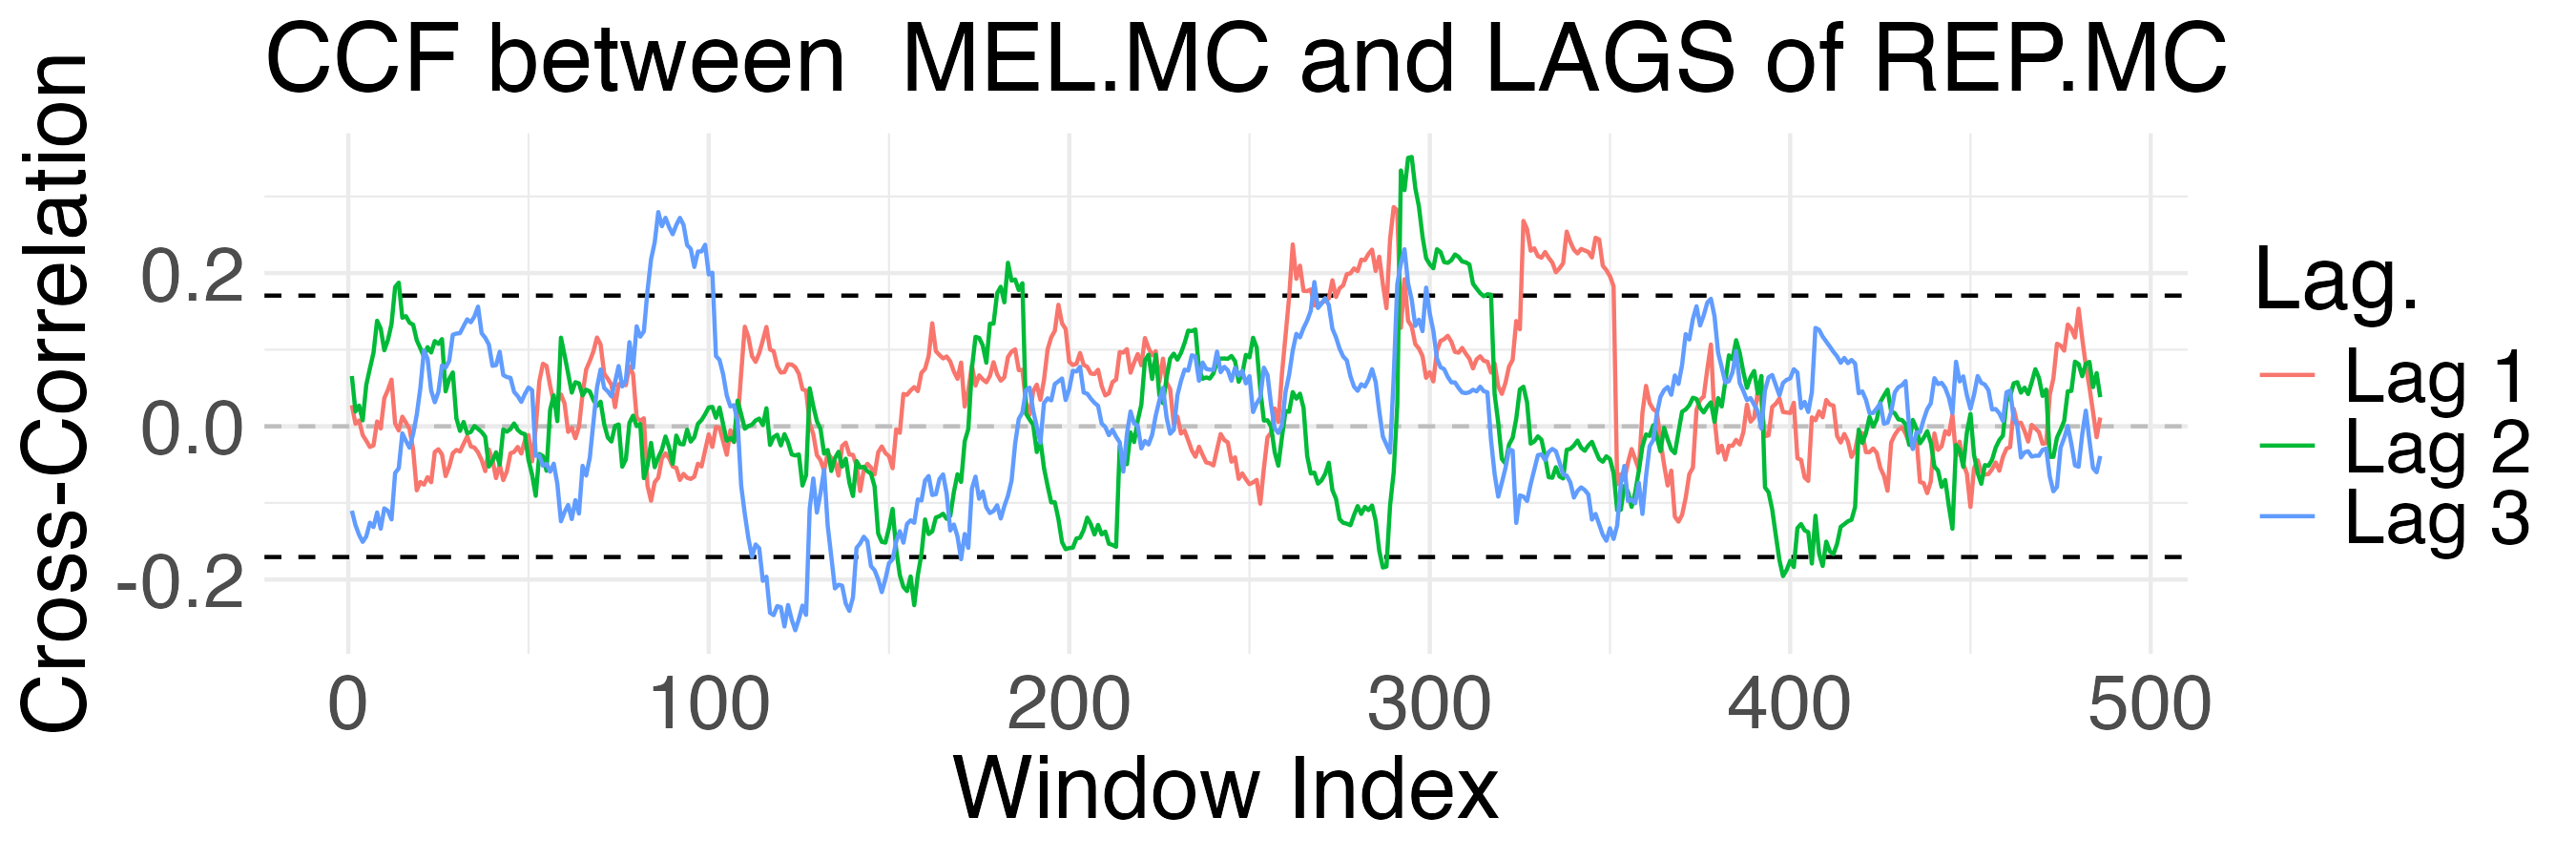 CCF between  MEL.MC and LAGS of REP.MC
Cross-Correlation
0.2
0.0
-0.2
0 100 200 300 400 500
Window Index
Lag.
Lag 1
Lag 2
Lag 3